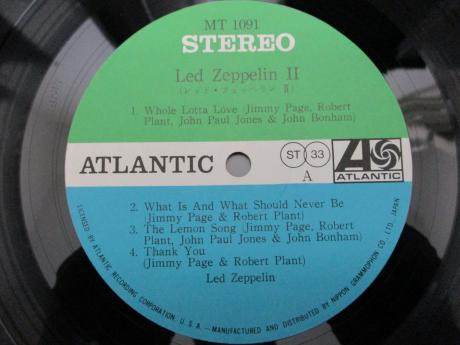 MT 1091
STEREO
Led Zeppelin II
(レッド・ツェッペリン II)
1. Whole Lotta Love (Jimmy Page, Robert
Plant, John Paul Jones & John Bonham)
ATLANTIC
ST 33
A
ATLANTIC
2. What Is And What Should Never Be
(Jimmy Page & Robert Plant)
3. The Lemon Song (Jimmy Page, Robert
Plant, John Paul Jones & John Bonham)
4. Thank You
(Jimmy Page & Robert Plant)
Led Zeppelin
LICENSED BY ATLANTIC RECORDING CORPORATION, U.S.A.-MANUFACTURED AND DISTRIBUTED BY NIPPON GRAMMOPHON CO., LTD., JAPAN